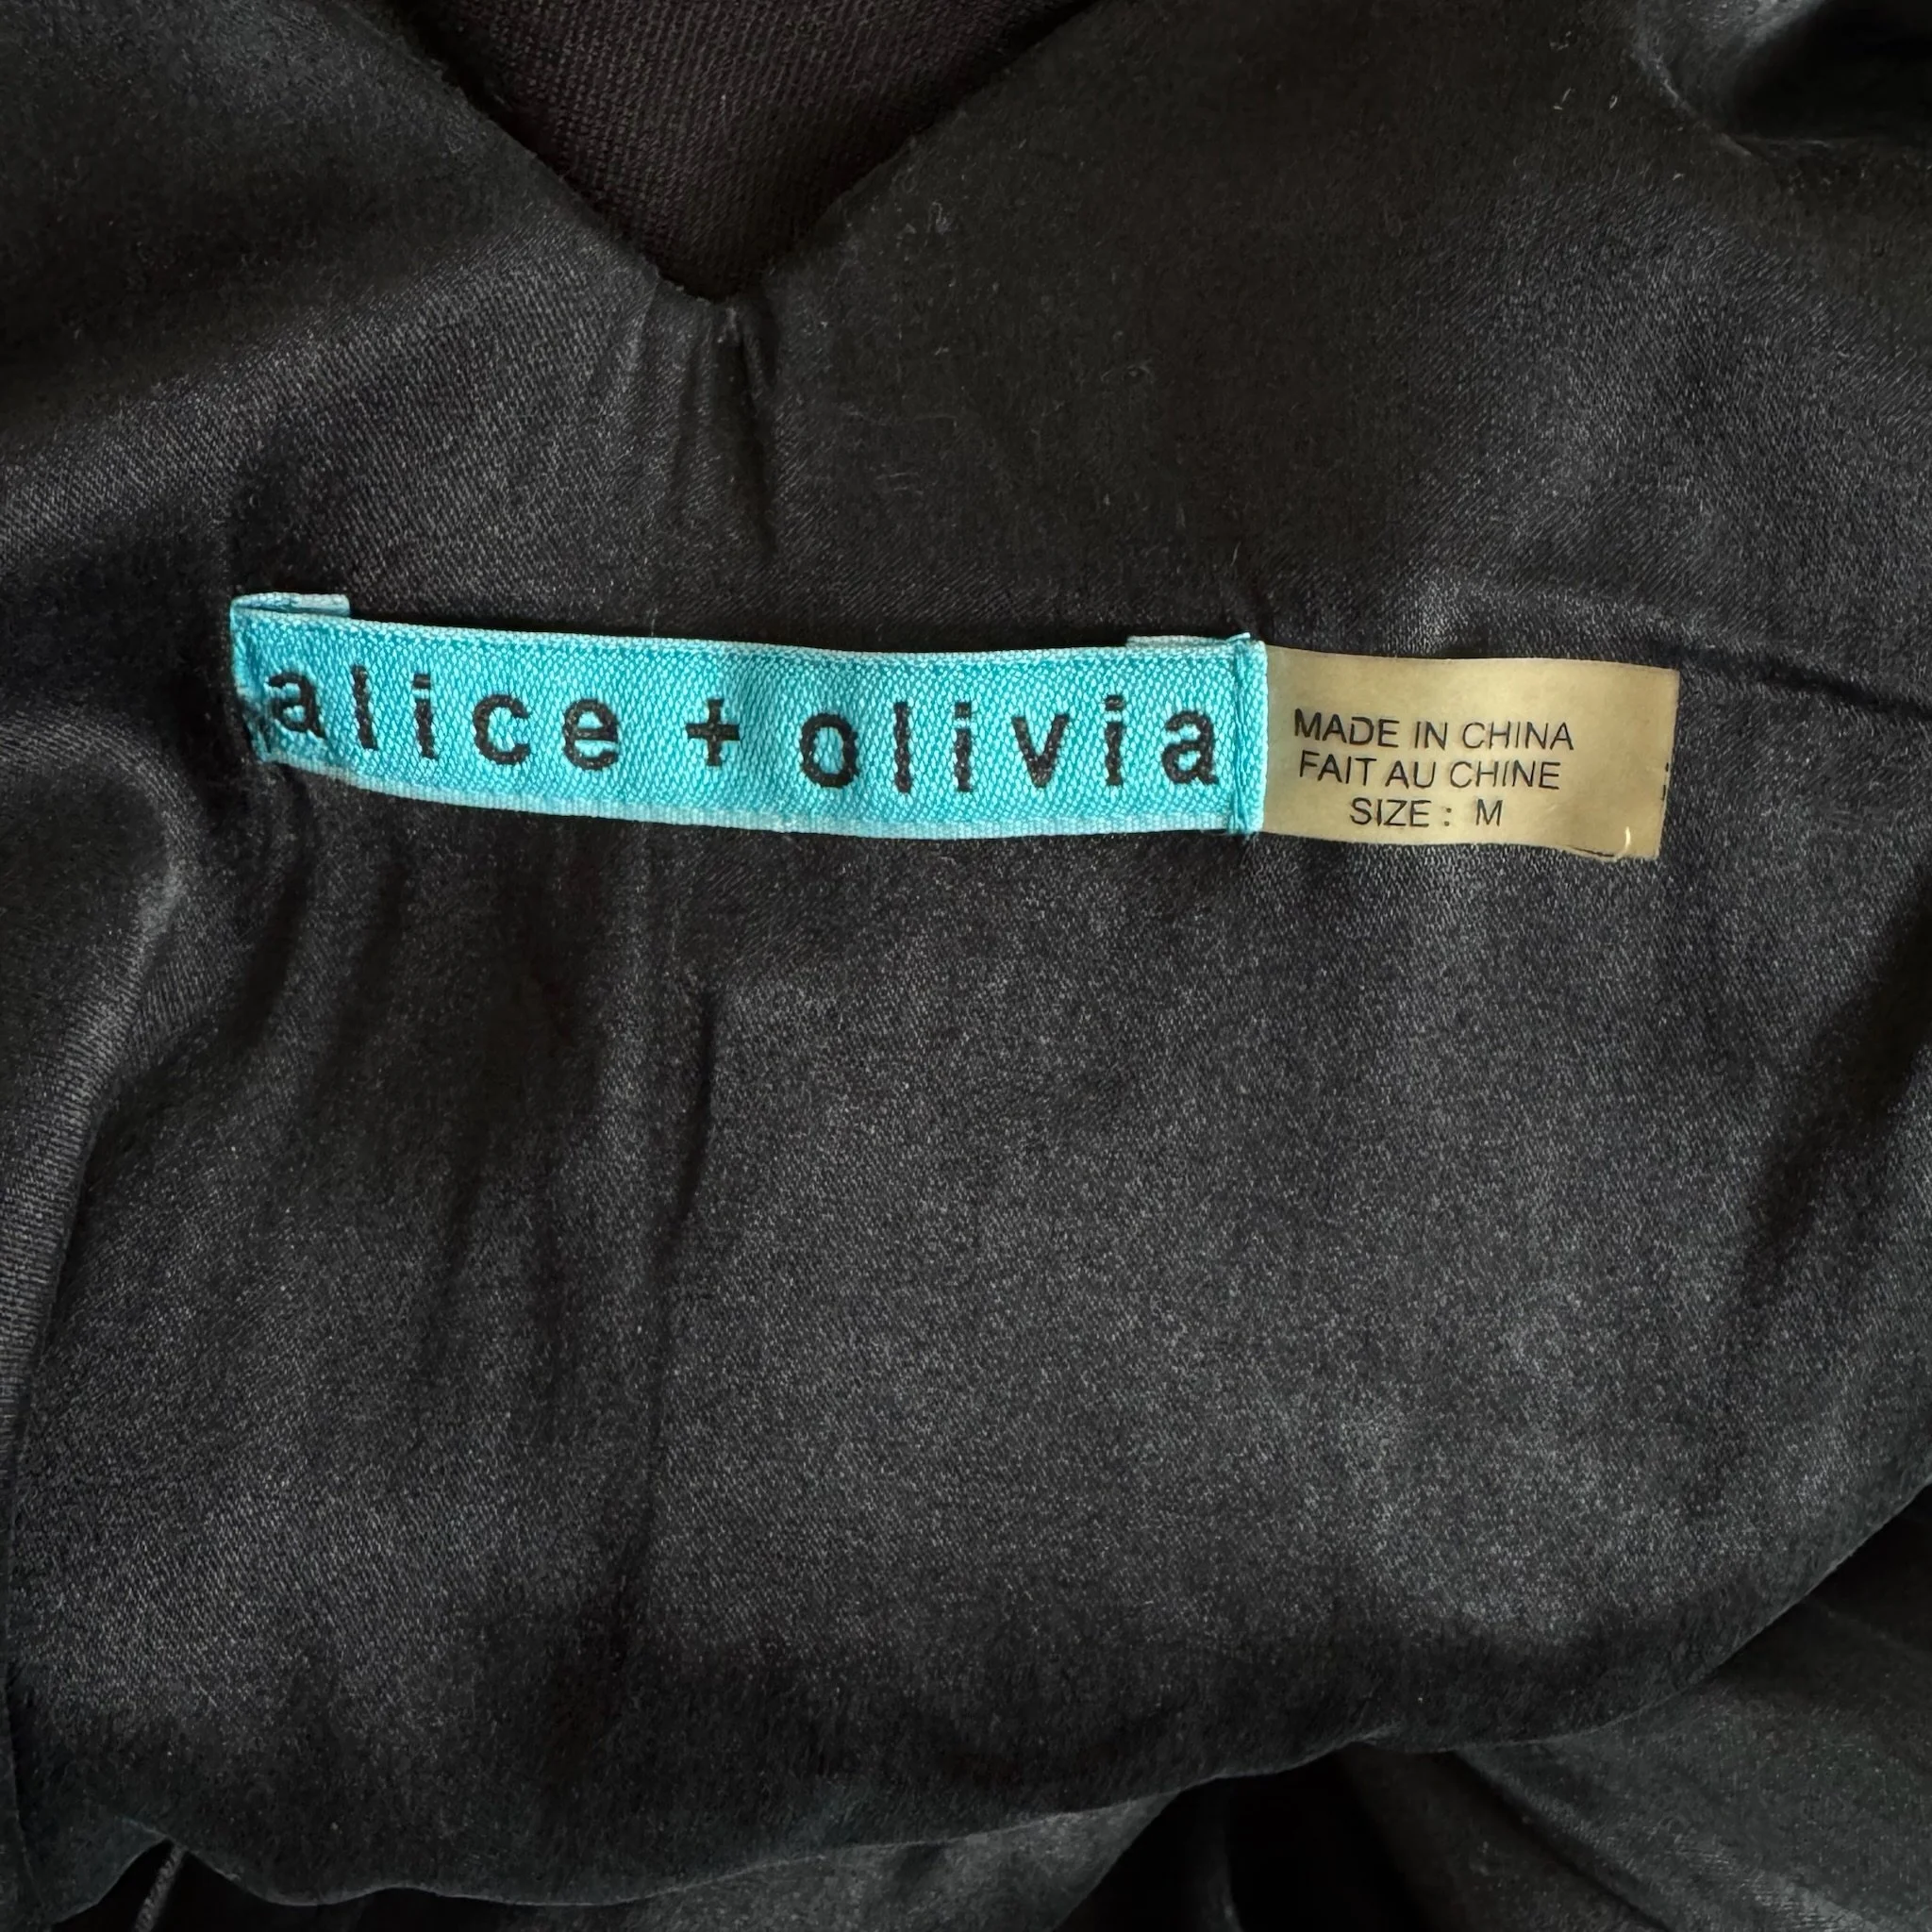 alice + olivia
MADE IN CHINA
FAIT AU CHINE
SIZE : M